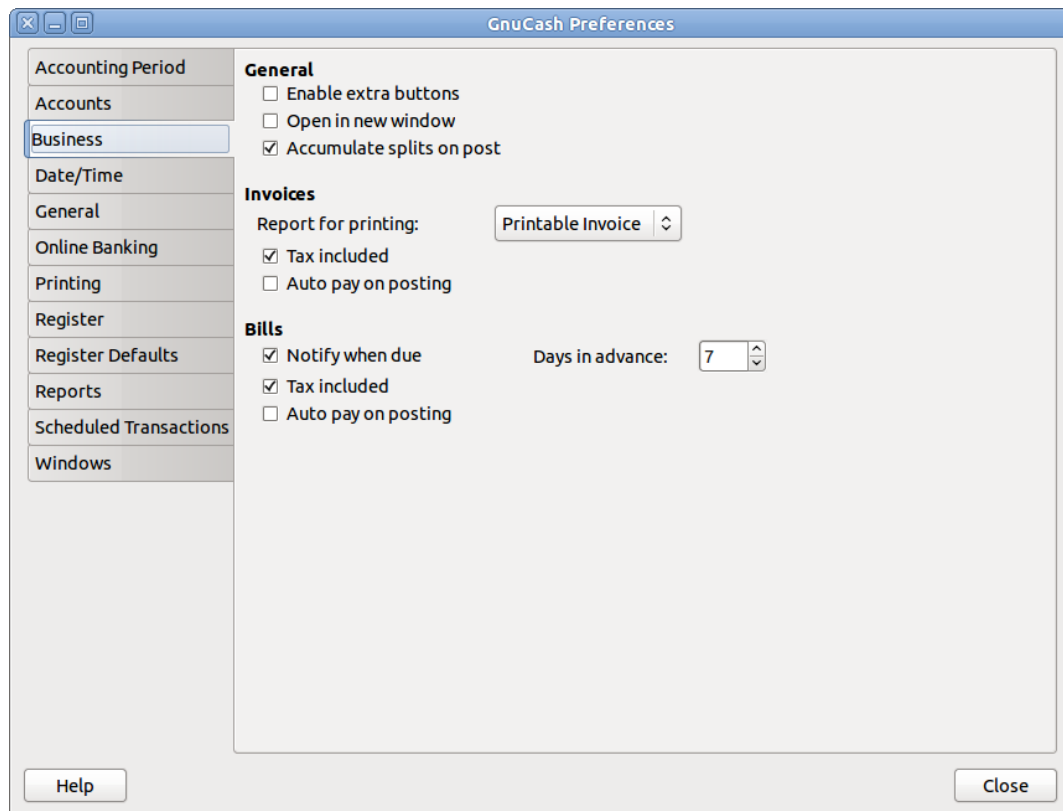 GnuCash Preferences
Accounting Period
Accounts
Business
Date/Time
General
Online Banking
Printing
Register
Register Defaults
Reports
Scheduled Transactions
Windows
General
Enable extra buttons
Open in new window
Accumulate splits on post
Invoices
Report for printing: Printable Invoice
Tax included
Auto pay on posting
Bills
Notify when due Days in advance: 7
Tax included
Auto pay on posting
Help Close